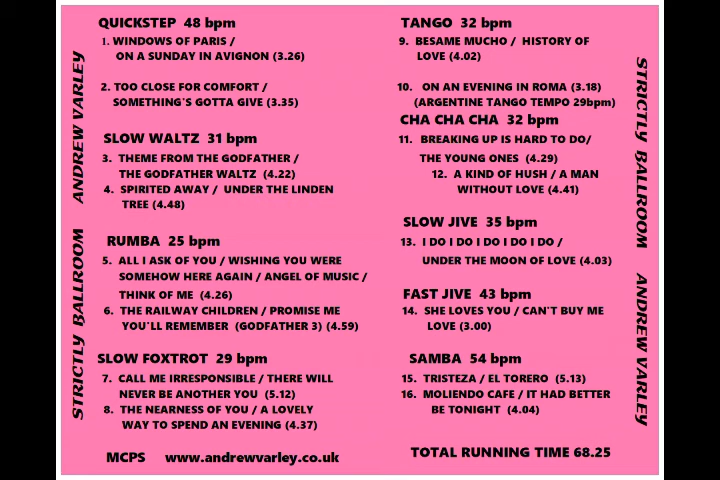 STRICTLY BALLROOM ANDREW VARLEY
QUICKSTEP 48 bpm
1. WINDOWS OF PARIS /
ON A SUNDAY IN AVIGNON (3.26)
2. TOO CLOSE FOR COMFORT /
SOMETHING'S GOTTA GIVE (3.35)
SLOW WALTZ 31 bpm
3. THEME FROM THE GODFATHER /
THE GODFATHER WALTZ (4.22)
4. SPIRITED AWAY / UNDER THE LINDEN
TREE (4.48)
RUMBA 25 bpm
5. ALL I ASK OF YOU / WISHING YOU WERE
SOMEHOW HERE AGAIN / ANGEL OF MUSIC /
THINK OF ME (4.26)
6. THE RAILWAY CHILDREN / PROMISE ME
YOU'LL REMEMBER (GODFATHER 3) (4.59)
SLOW FOXTROT 29 bpm
7. CALL ME IRRESPONSIBLE / THERE WILL
NEVER BE ANOTHER YOU (5.12)
8. THE NEARNESS OF YOU / A LOVELY
WAY TO SPEND AN EVENING (4.37)
MCPS www.andrewvarley.co.uk
TANGO 32 bpm
9. BESAME MUCHO / HISTORY OF
LOVE (4.02)
10. ON AN EVENING IN ROMA (3.18)
(ARGENTINE TANGO TEMPO 29bpm)
CHA CHA CHA 32 bpm
11. BREAKING UP IS HARD TO DO/
THE YOUNG ONES (4.29)
12. A KIND OF HUSH / A MAN
WITHOUT LOVE (4.41)
SLOW JIVE 35 bpm
13. I DO I DO I DO I DO I DO /
UNDER THE MOON OF LOVE (4.03)
FAST JIVE 43 bpm
14. SHE LOVES YOU / CAN'T BUY ME
LOVE (3.00)
SAMBA 54 bpm
15. TRISTEZA / EL TORERO (5.13)
16. MOLIENDO CAFE / IT HAD BETTER
BE TONIGHT (4.04)
TOTAL RUNNING TIME 68.25
STRICTLY BALLROOM ANDREW VARLEY